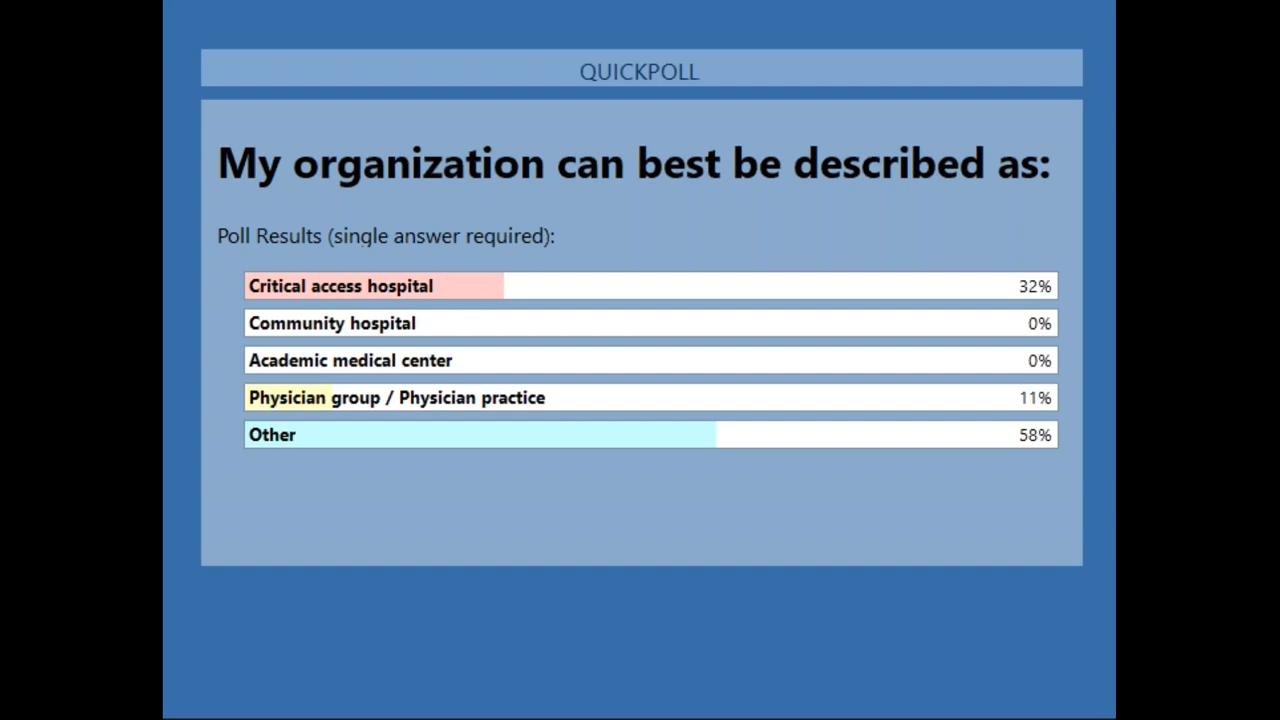 QUICKPOLL
My organization can best be described as:
Poll Results (single answer required):
Critical access hospital 32%
Community hospital 0%
Academic medical center 0%
Physician group / Physician practice 11%
Other 58%